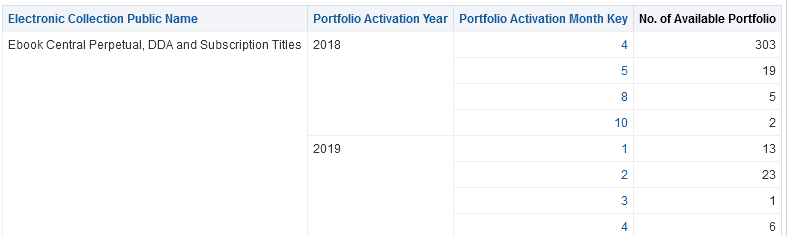 Electronic Collection Public Name Portfolio Activation Year Portfolio Activation Month Key No. of Available Portfolio
Ebook Central Perpetual, DDA and Subscription Titles 2018 4 303
5 19
8 5
10 2
2019 1 13
2 23
3 1
4 6